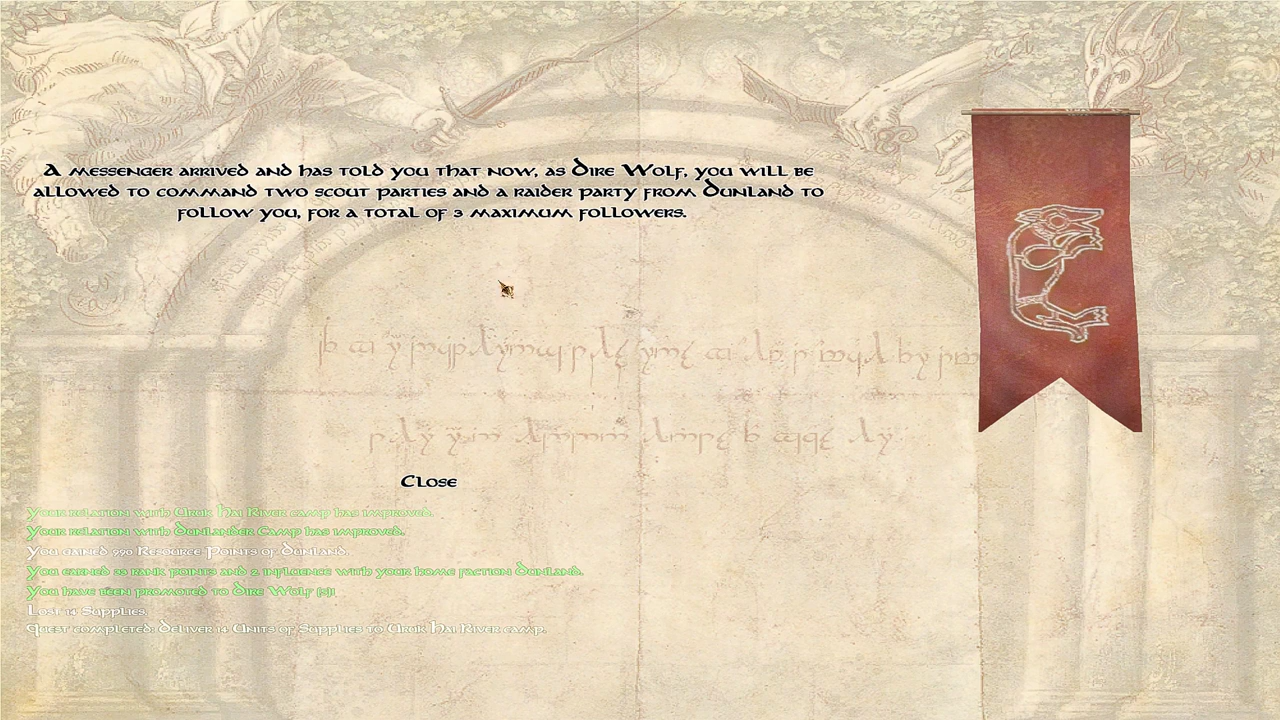 A messenger arrived and has told you that now, as Dire Wolf, you will be
allowed to command two scout parties and a raider party from Dunland to
follow you, for a total of 3 maximum followers.
Close
Your relation with Uruk Hai River camp has improved.
Your relation with Dunlander Camp has improved.
You gained 990 Resource Points of Dunland.
You earned 33 rank points and 2 influence with your home faction Dunland.
You have been promoted to Dire Wolf
Lost 14 Supplies.
Quest completed: Deliver 14 Units of Supplies to Uruk Hai River camp.